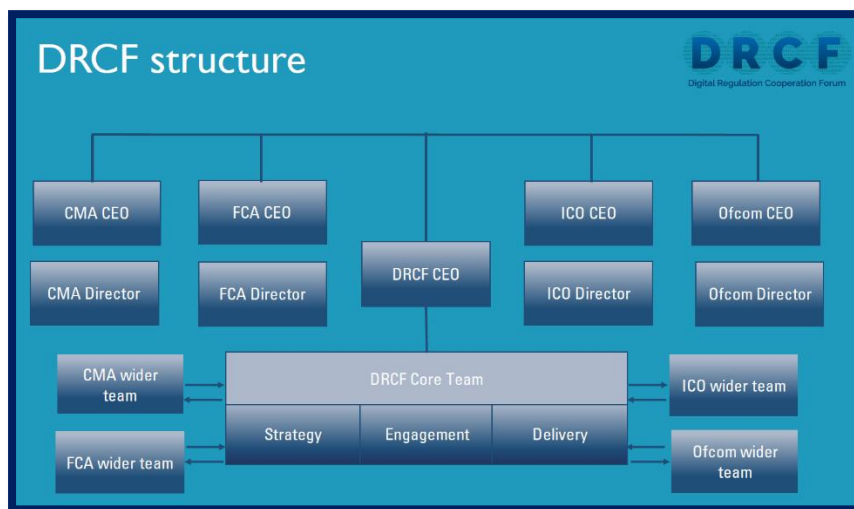 DRCF structure
DRCF
Digital Regulation Cooperation Forum
CMA CEO
FCA CEO
ICO CEO
Ofcom CEO
DRCF CEO
CMA Director
FCA Director
ICO Director
Ofcom Director
CMA wider
team
DRCF Core Team
ICO wider team
Strategy
Engagement
Delivery
FCA wider team
Ofcom wider
team